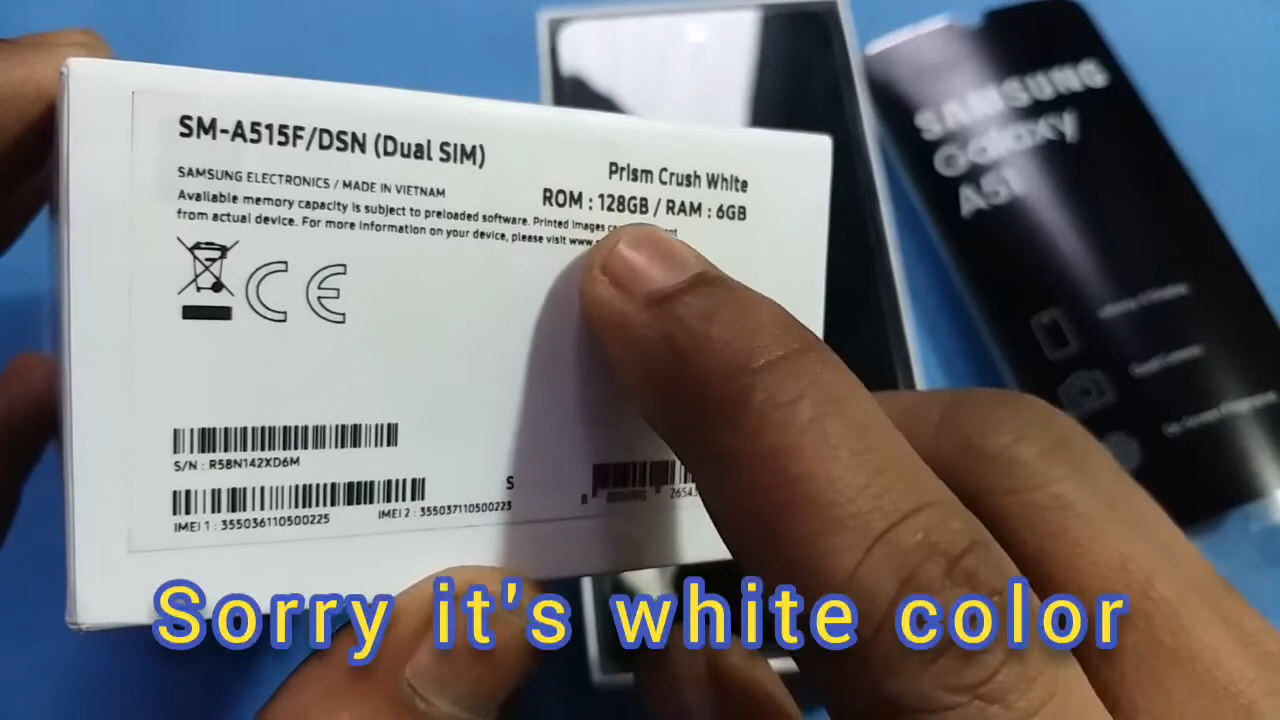 SM-A515F/DSN (Dual SIM)
SAMSUNG ELECTRONICS / MADE IN VIETNAM
Prism Crush White
ROM : 128GB / RAM : 6GB
Available memory capacity is subject to preloaded software. Printed images
from actual device. For more information on your device, please visit
CE
S/N : R58N142XD6M
S
IMEI 1 : 355036110500225
IMEI 2 : 355037110500223
SAMSUNG
Galaxy
A51
Sorry it's white color